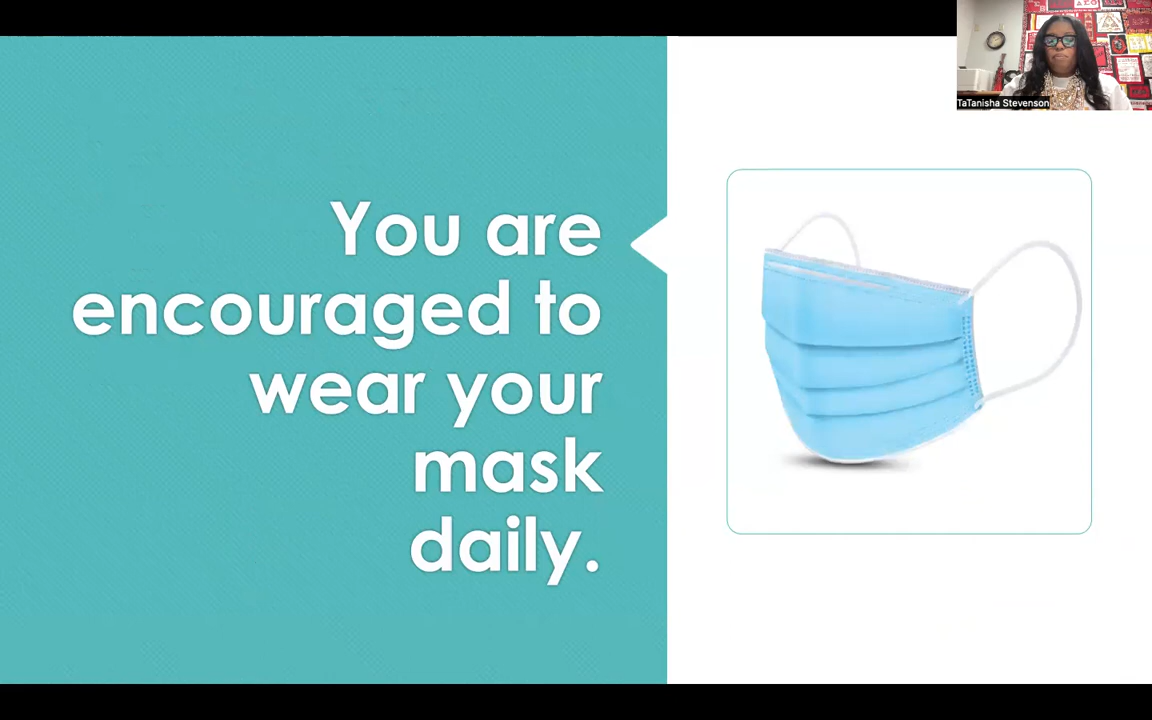 TaTanisha Stevenson
You are
encouraged to
wear your
mask
daily.